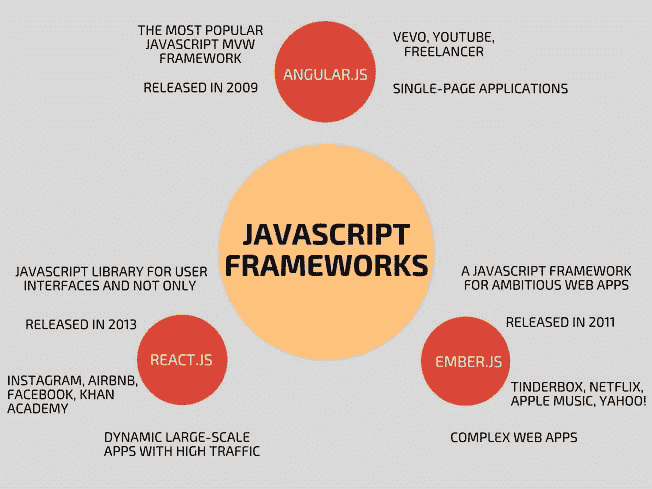 THE MOST POPULAR
JAVASCRIPT MVW
FRAMEWORK
RELEASED IN 2009
ANGULAR.JS
VEVO, YOUTUBE,
FREELANCER
SINGLE-PAGE APPLICATIONS
JAVASCRIPT
FRAMEWORKS
JAVASCRIPT LIBRARY FOR USER
INTERFACES AND NOT ONLY
RELEASED IN 2013
REACT.JS
INSTAGRAM, AIRBNB,
FACEBOOK, KHAN
ACADEMY
DYNAMIC LARGE-SCALE
APPS WITH HIGH TRAFFIC
A JAVASCRIPT FRAMEWORK
FOR AMBITIOUS WEB APPS
RELEASED IN 2011
EMBER.JS
TINDERBOX, NETFLIX,
APPLE MUSIC, YAHOO!
COMPLEX WEB APPS